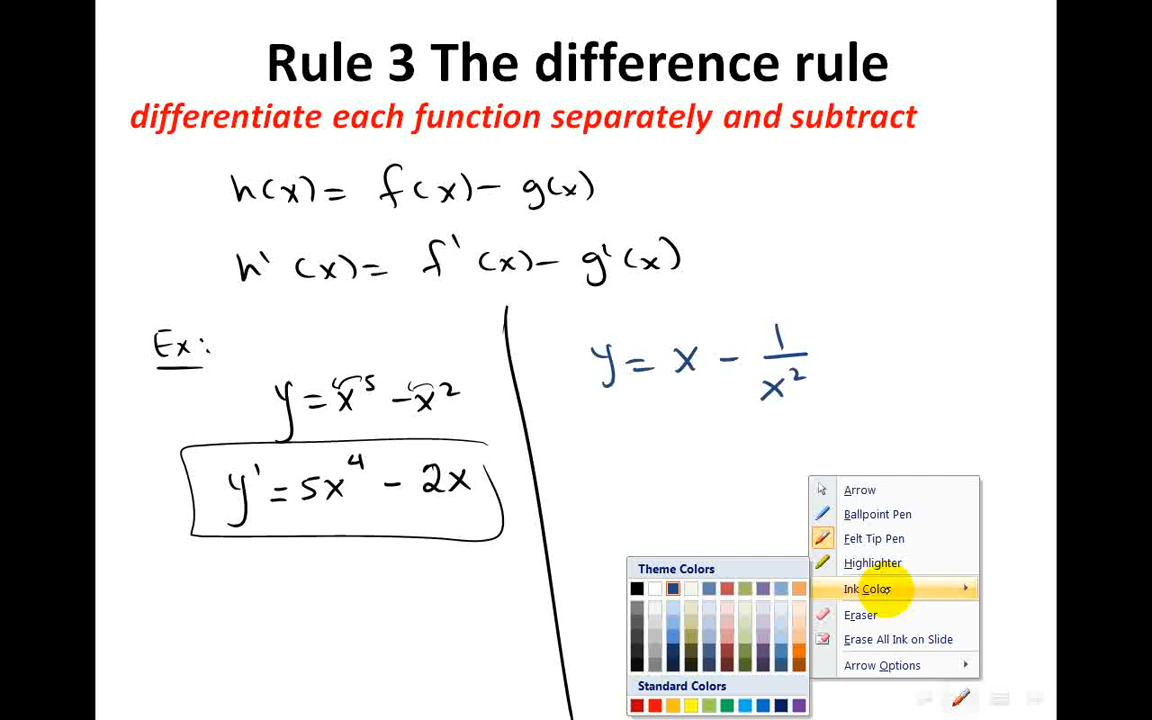 Rule 3 The difference rule
differentiate each function separately and subtract
h(x) = f(x) - g(x)
h'(x) = f'(x) - g'(x)
Ex:
y = x⁵ - x²
y' = 5x⁴ - 2x
y = x - 1/x²
Arrow
Ballpoint Pen
Felt Tip Pen
Highlighter
Ink Color
Eraser
Erase All Ink on Slide
Arrow Options
Theme Colors
Standard Colors